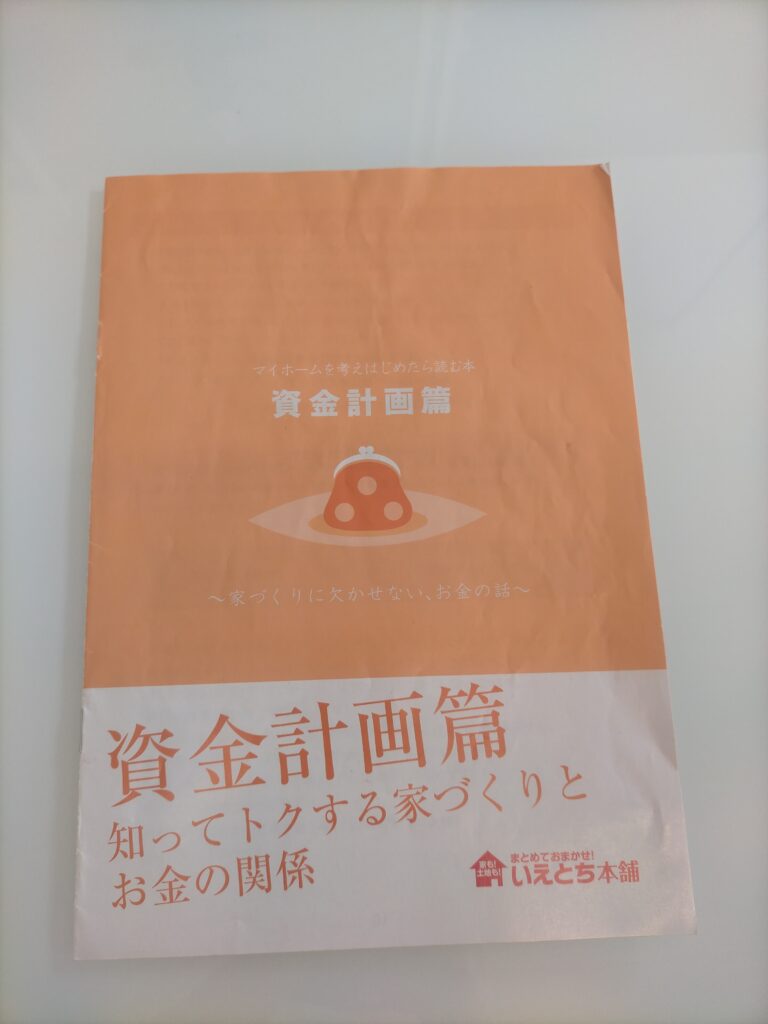 マイホームを考えはじめたら読む本
資金計画篇
〜家づくりに欠かせない、お金の話〜
資金計画篇
知ってトクする家づくりと
お金の関係
家も!
土地も!
まとめておまかせ!
いえとち本舗